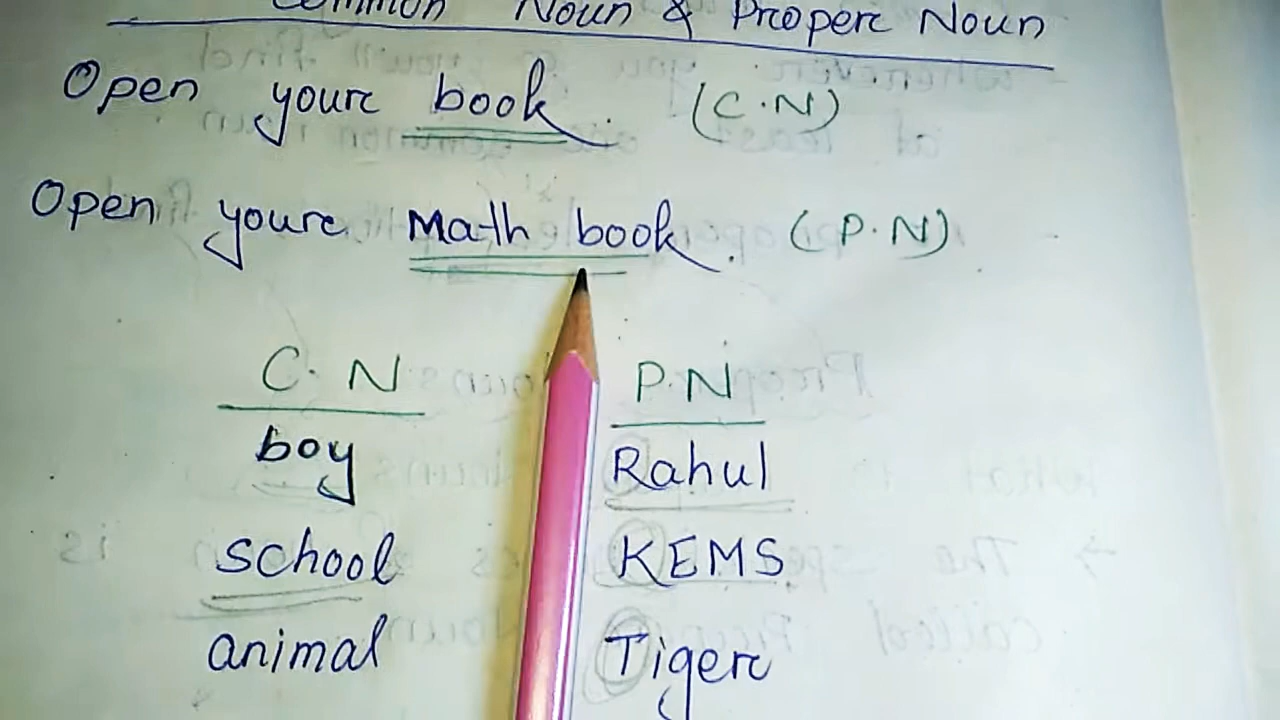 Common Noun & Proper Noun
Open your book. (C.N)
Open your Math book. (P.N)
C.N P.N
boy Rahul
school KEMS
animal Tiger